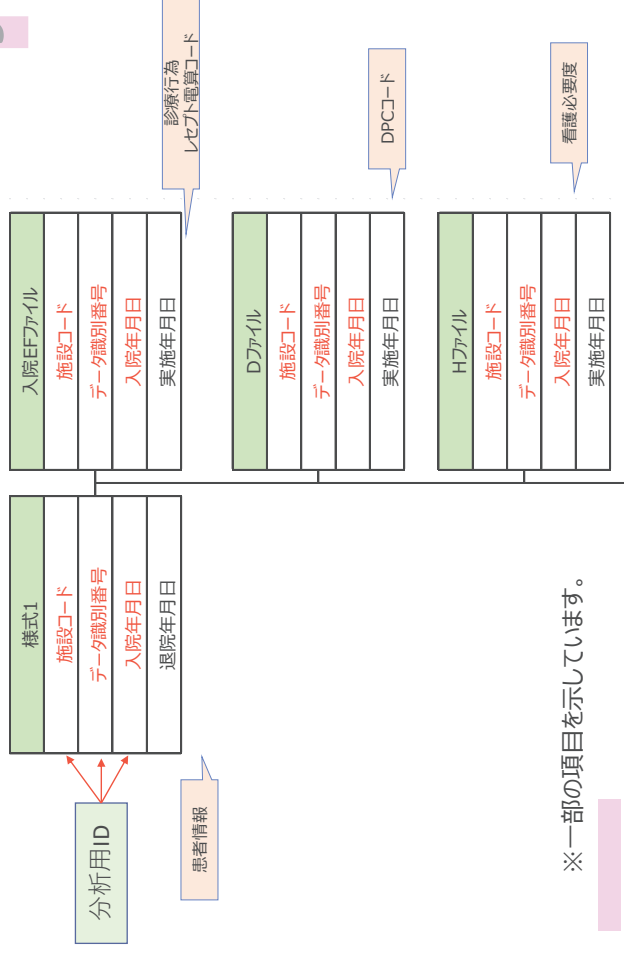 分析用ID
様式1
施設コード
データ識別番号
入院年月日
退院年月日
患者情報
入院EFファイル
施設コード
データ識別番号
入院年月日
実施年月日
診療行為
レセプト電算コード
Dファイル
施設コード
データ識別番号
入院年月日
実施年月日
DPCコード
Hファイル
施設コード
データ識別番号
入院年月日
実施年月日
看護必要度
※一部の項目を示しています。